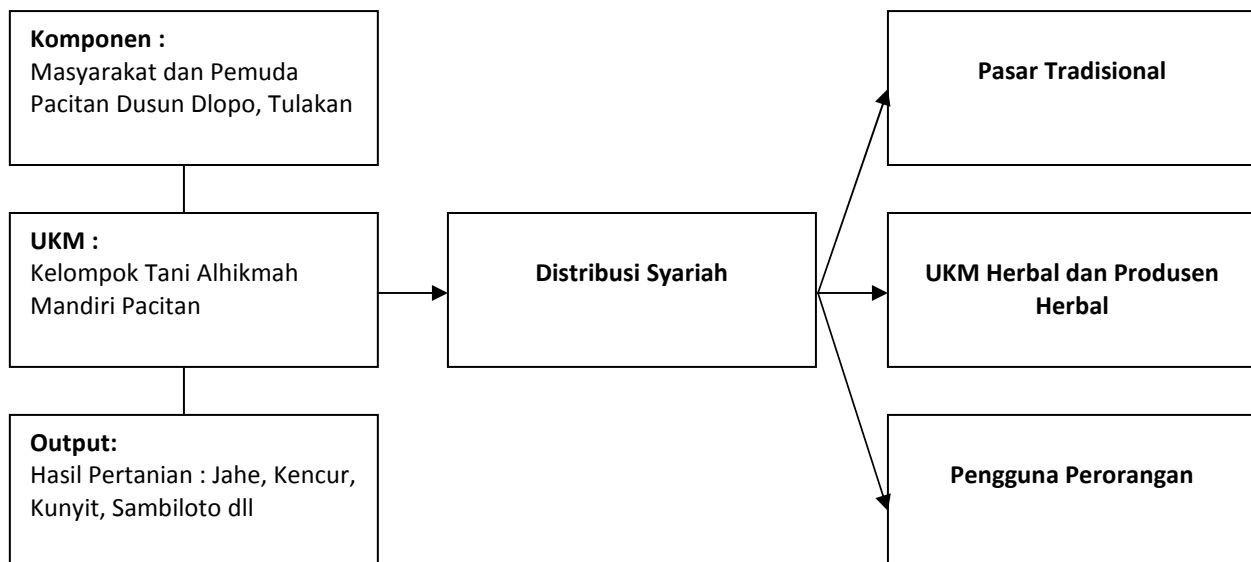 Komponen :
Masyarakat dan Pemuda
Pacitan Dusun Dlopo, Tulakan
UKM :
Kelompok Tani Alhikmah
Mandiri Pacitan
Output:
Hasil Pertanian : Jahe, Kencur,
Kunyit, Sambiloto dll
Distribusi Syariah
Pasar Tradisional
UKM Herbal dan Produsen
Herbal
Pengguna Perorangan